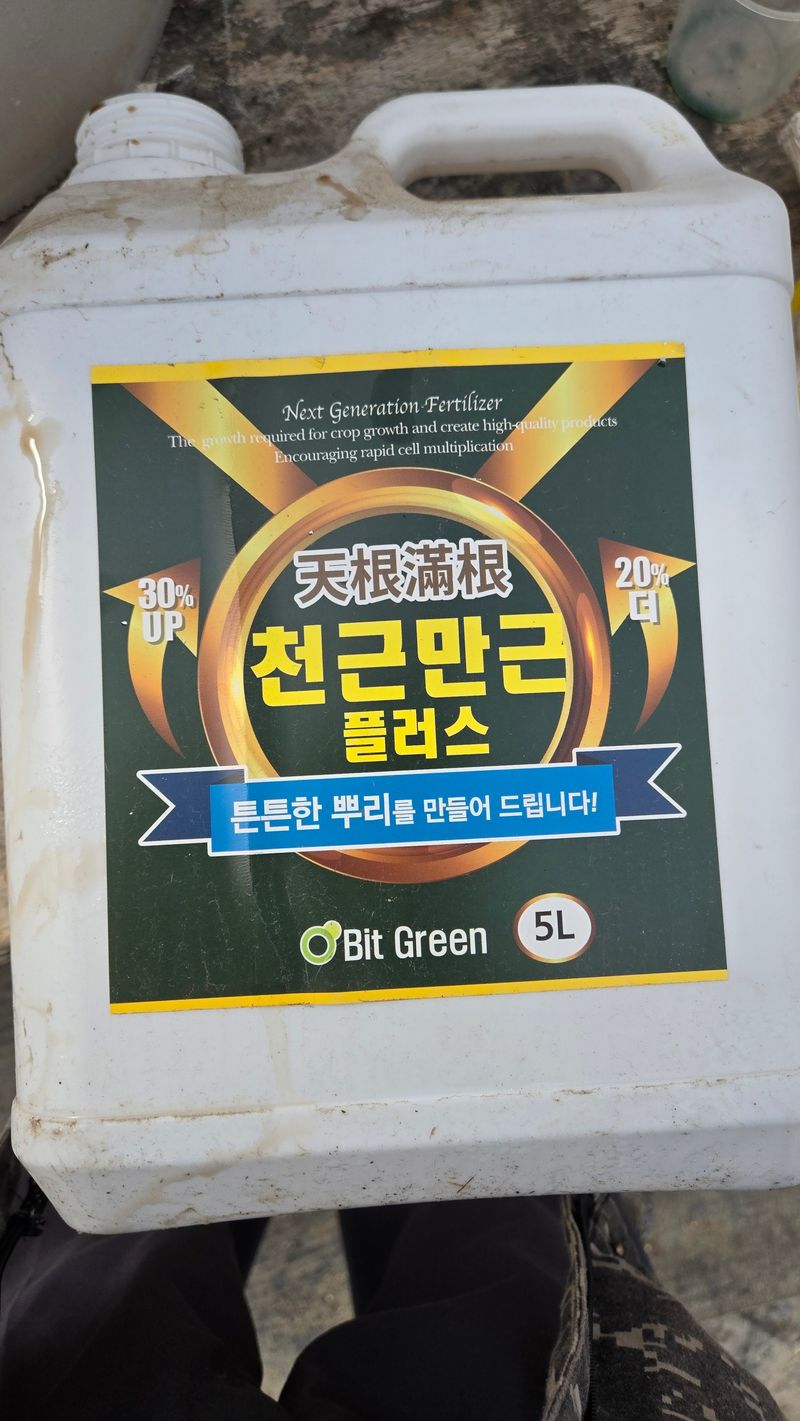 Next Generation Fertilizer
The growth required for crop growth and create high-quality products
Encouraging rapid cell multiplication
天根滿根
30%
UP
20%
더
천근만근
플러스
튼튼한 뿌리를 만들어 드립니다!
Bit Green
5L